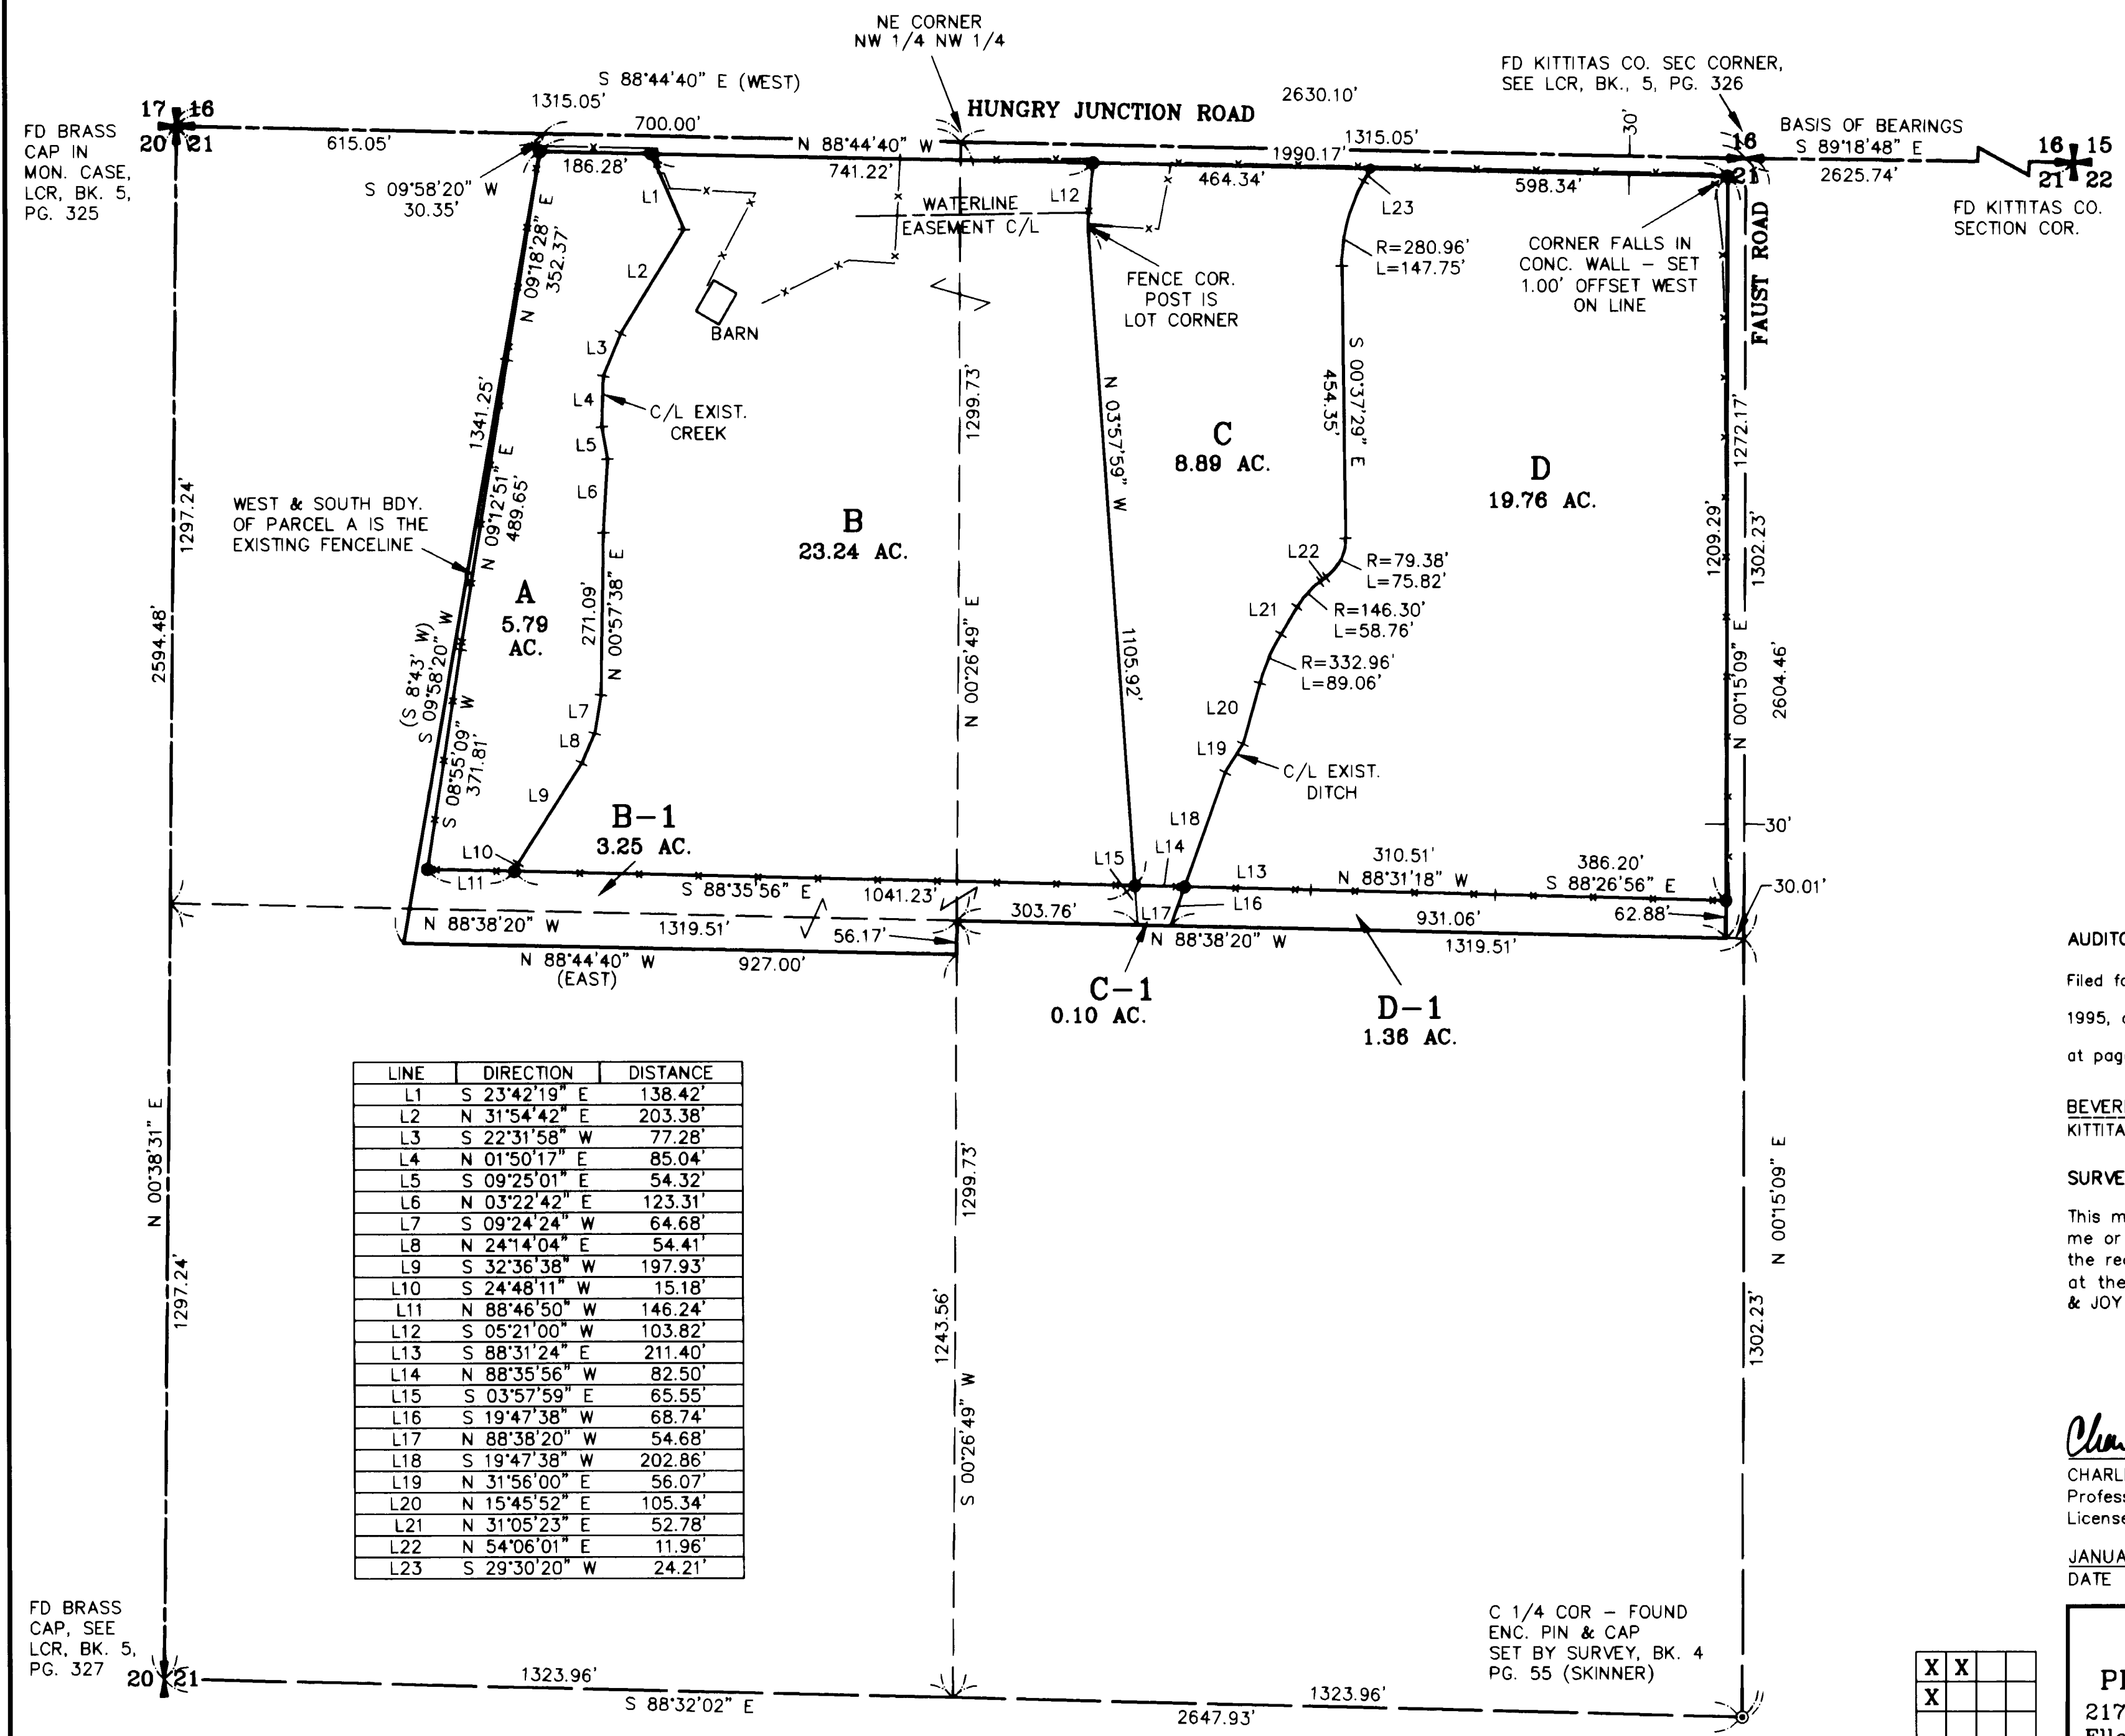 NE CORNER
NW 1/4 NW 1/4
S 88°44'40" E (WEST)
1315.05'
700.00'
HUNGRY JUNCTION ROAD
2630.10'
FD KITTITAS CO. SEC CORNER,
SEE LCR, BK., 5, PG. 326
17 16
20 21
FD BRASS
CAP IN
MON. CASE,
LCR, BK. 5,
PG. 325
615.05'
N 88°44'40" W
1315.05'
1990.17'
30'
16
21
BASIS OF BEARINGS
S 89°18'48" E
2625.74'
16 15
21 22
FD KITTITAS CO.
SECTION COR.
S 09°58'20" W
30.35'
186.28'
741.22'
464.34'
598.34'
L1
L12
L23
WATERLINE
EASEMENT C/L
N 09°18'28" E
352.37'
L2
R=280.96'
L=147.75'
CORNER FALLS IN
CONC. WALL – SET
1.00' OFFSET WEST
ON LINE
FAUST ROAD
FENCE COR.
POST IS
LOT CORNER
BARN
L3
L4
C/L EXIST.
CREEK
L5
L6
1341.25'
N 09°12'51" E
489.65'
1299.73'
N 03°57'59" W
S 00°37'29" E
454.35'
C
8.89 AC.
D
19.76 AC.
1272.17'
1297.24'
WEST & SOUTH BDY.
OF PARCEL A IS THE
EXISTING FENCELINE
B
23.24 AC.
1209.29'
1302.23'
L22
R=79.38'
L=75.82'
A
5.79
AC.
271.09'
N 00°57'38" E
N 00°26'49" E
L21
R=146.30'
L=58.76'
R=332.96'
L=89.06'
2594.48'
(S 8°43' W)
S 09°58'20" W
S 08°55'09" W
371.81'
1105.92'
N 00°15'09" E
2604.46'
L7
L8
L20
L19
C/L EXIST.
DITCH
L9
B-1
3.25 AC.
L18
30'
L10
L11
S 88°35'56" E
1041.23'
L15
L14
L13
310.51'
N 88°31'18" W
386.20'
S 88°26'56" E
30.01'
N 88°38'20" W
1319.51'
56.17'
303.76'
L17
L16
931.06'
62.88'
N 88°38'20" W
1319.51'
N 88°44'40" W
(EAST)
927.00'
C-1
0.10 AC.
D-1
1.36 AC.
AUDITO
Filed fo
1995, 
at pag
BEVER
KITTITA
SURVE
This m
me or
the re
at the
& JOY
LINE DIRECTION DISTANCE
L1 S 23°42'19" E 138.42'
L2 N 31°54'42" E 203.38'
L3 S 22°31'58" W 77.28'
L4 N 01°50'17" E 85.04'
L5 S 09°25'01" E 54.32'
L6 N 03°22'42" E 123.31'
L7 S 09°24'24" W 64.68'
L8 N 24°14'04" E 54.41'
L9 S 32°36'38" W 197.93'
L10 S 24°48'11" W 15.18'
L11 N 88°46'50" W 146.24'
L12 S 05°21'00" W 103.82'
L13 S 88°31'24" E 211.40'
L14 N 88°35'56" W 82.50'
L15 S 03°57'59" E 65.55'
L16 S 19°47'38" W 68.74'
L17 N 88°38'20" W 54.68'
L18 S 19°47'38" W 202.86'
L19 N 31°56'00" E 56.07'
L20 N 15°45'52" E 105.34'
L21 N 31°05'23" E 52.78'
L22 N 54°06'01" E 11.96'
L23 S 29°30'20" W 24.21'
N 00°38'31" E
1297.24'
1299.73'
1243.56'
S 00°26'49" W
N 00°15'09" E
1302.23'
CHARL
Profess
License
JANUA
DATE
FD BRASS
CAP, SEE
LCR, BK. 5,
PG. 327
20 21
1323.96'
S 88°32'02" E
1323.96'
2647.93'
C 1/4 COR – FOUND
ENC. PIN & CAP
SET BY SURVEY, BK. 4
PG. 55 (SKINNER)
X X
X
217